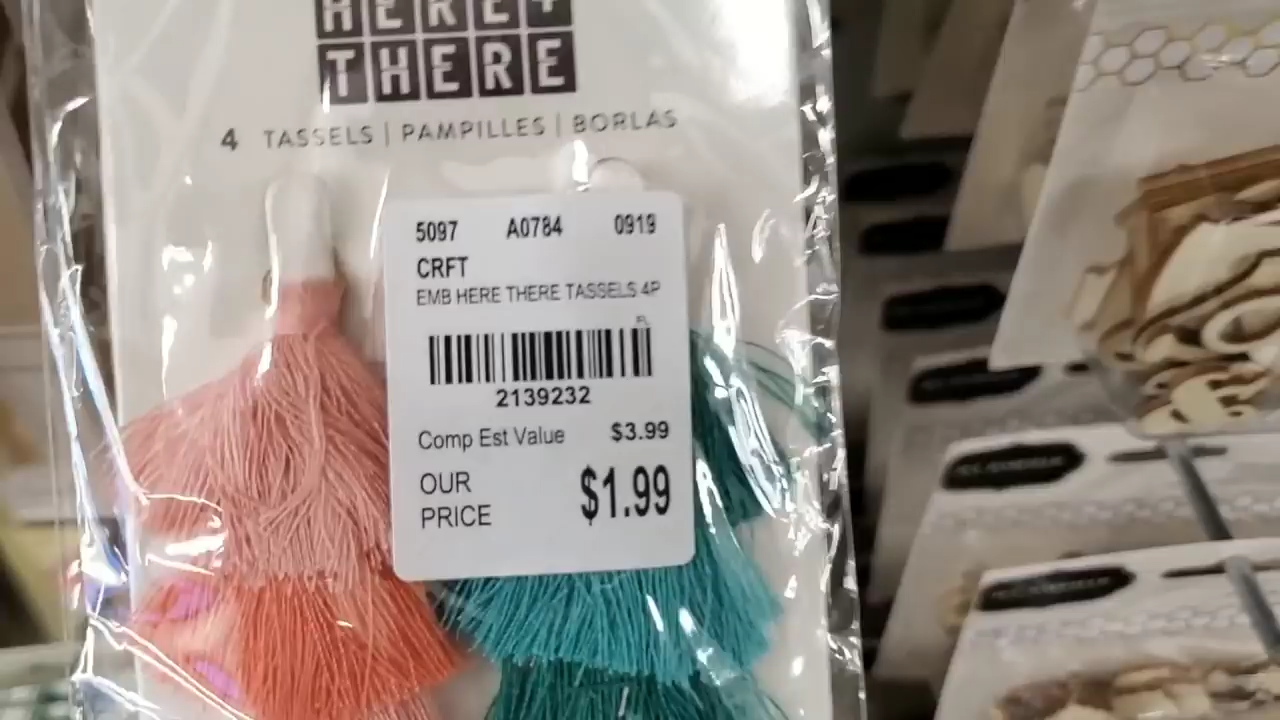 HERE+
THERE
4 TASSELS | PAMPILLES | BORLAS
5097 A0784 0919
CRFT
EMB HERE THERE TASSELS 4P
FL
2139232
Comp Est Value $3.99
OUR
PRICE $1.99